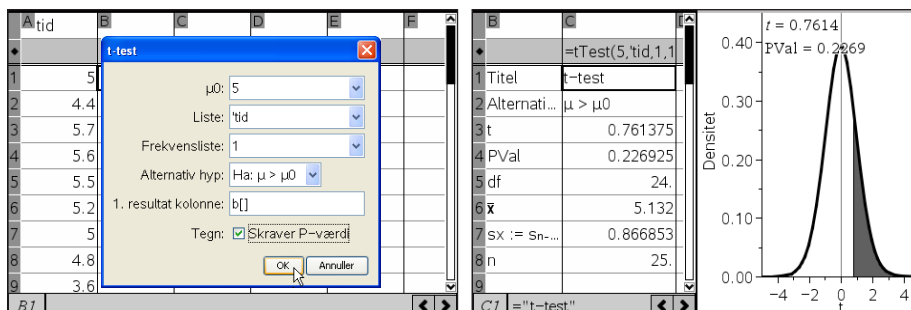 A tid B C D E F
t-test
µ0: 5
Liste: 'tid
Frekvensliste: 1
Alternativ hyp: Ha: µ > µ0
1. resultat kolonne: b[]
Tegn: Skraver P-værdi
OK Annuller
1 5
2 4.4
3 5.7
4 5.6
5 5.5
6 5.2
7 5
8 4.8
9 3.6
B1
B C
=tTest(5,'tid,1,1
1 Titel t-test
2 Alternati... µ > µ0
3 t 0.761375
4 PVal 0.226925
5 df 24.
6 x̄ 5.132
7 sx := sn-... 0.866853
8 n 25.
9
C1 ="t-test"
t = 0.7614
PVal = 0.2269
Densitet
0.40
0.30
0.20
0.10
0.00
-4 -2 0 2 4
t